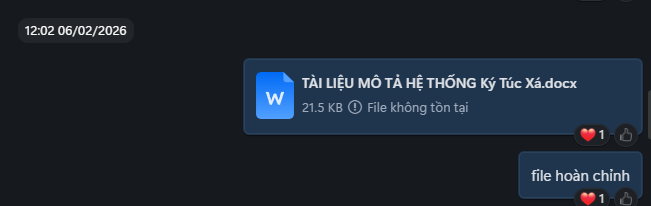 12:02 06/02/2026
W
TÀI LIỆU MÔ TẢ HỆ THỐNG Ký Túc Xá.docx
21.5 KB File không tồn tại
1
file hoàn chỉnh
1